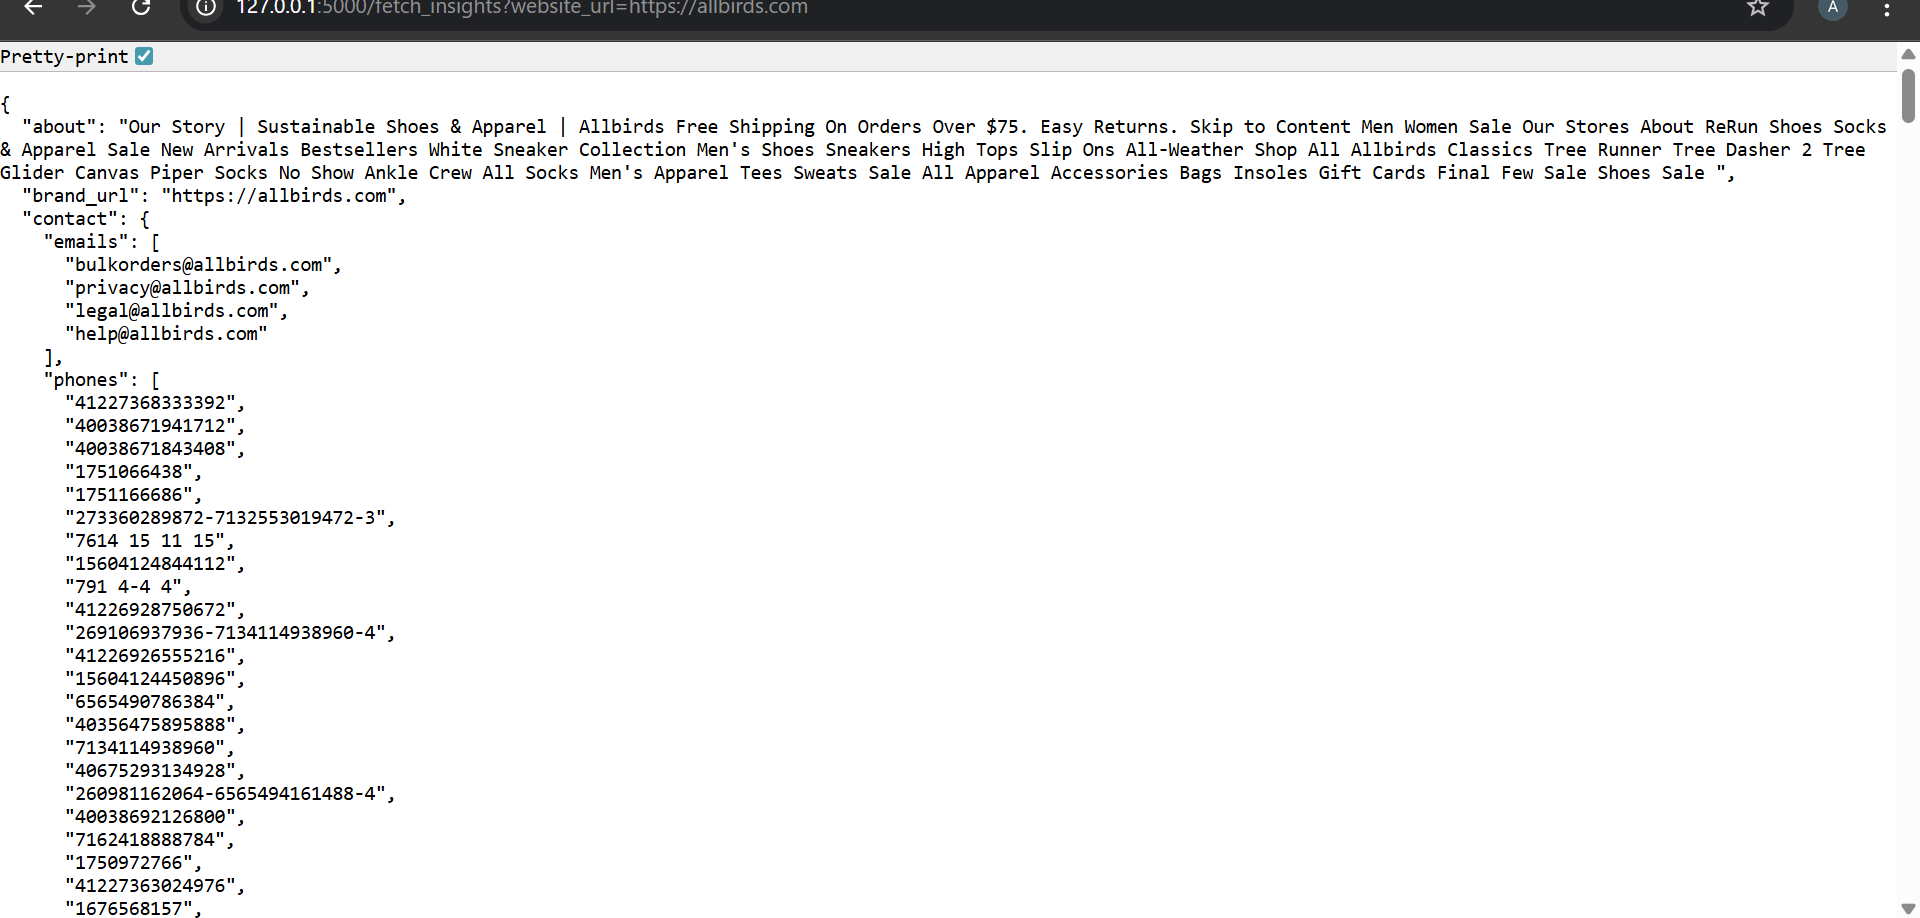 127.0.0.1:5000/fetch_insights?website_url=https://allbirds.com
A
Pretty-print
{
"about": "Our Story | Sustainable Shoes & Apparel | Allbirds Free Shipping On Orders Over $75. Easy Returns. Skip to Content Men Women Sale Our Stores About ReRun Shoes Socks
& Apparel Sale New Arrivals Bestsellers White Sneaker Collection Men's Shoes Sneakers High Tops Slip Ons All-Weather Shop All Allbirds Classics Tree Runner Tree Dasher 2 Tree
Glider Canvas Piper Socks No Show Ankle Crew All Socks Men's Apparel Tees Sweats Sale All Apparel Accessories Bags Insoles Gift Cards Final Few Sale Shoes Sale ",
"brand_url": "https://allbirds.com",
"contact": {
"emails": [
"bulkorders@allbirds.com",
"privacy@allbirds.com",
"legal@allbirds.com",
"help@allbirds.com"
],
"phones": [
"41227368333392",
"40038671941712",
"40038671843408",
"1751066438",
"1751166686",
"273360289872-7132553019472-3",
"7614 15 11 15",
"15604124844112",
"791 4-4 4",
"41226928750672",
"269106937936-7134114938960-4",
"41226926555216",
"15604124450896",
"6565490786384",
"40356475895888",
"7134114938960",
"40675293134928",
"260981162064-6565494161488-4",
"40038692126800",
"7162418888784",
"1750972766",
"41227363024976",
"1676568157",